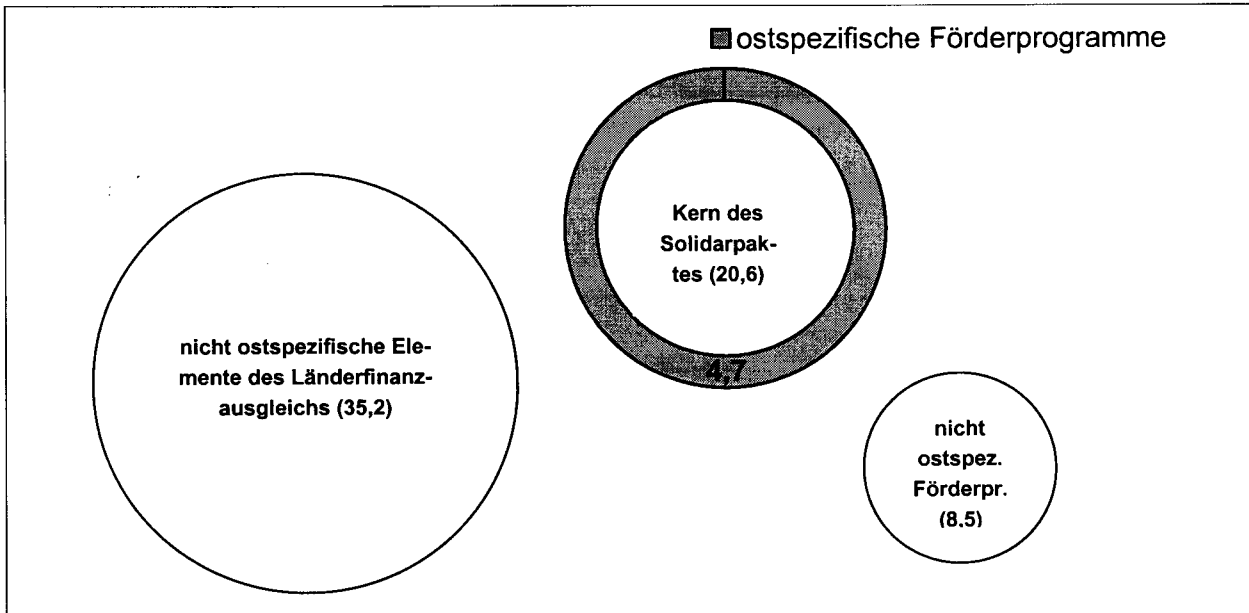 ostspezifische Förderprogramme
Kern des
Solidarpak-
tes (20,6)
4,7
nicht ostspezifische Ele-
mente des Länderfinanz-
ausgleichs (35,2)
nicht
ostspez.
Förderpr.
(8,5)